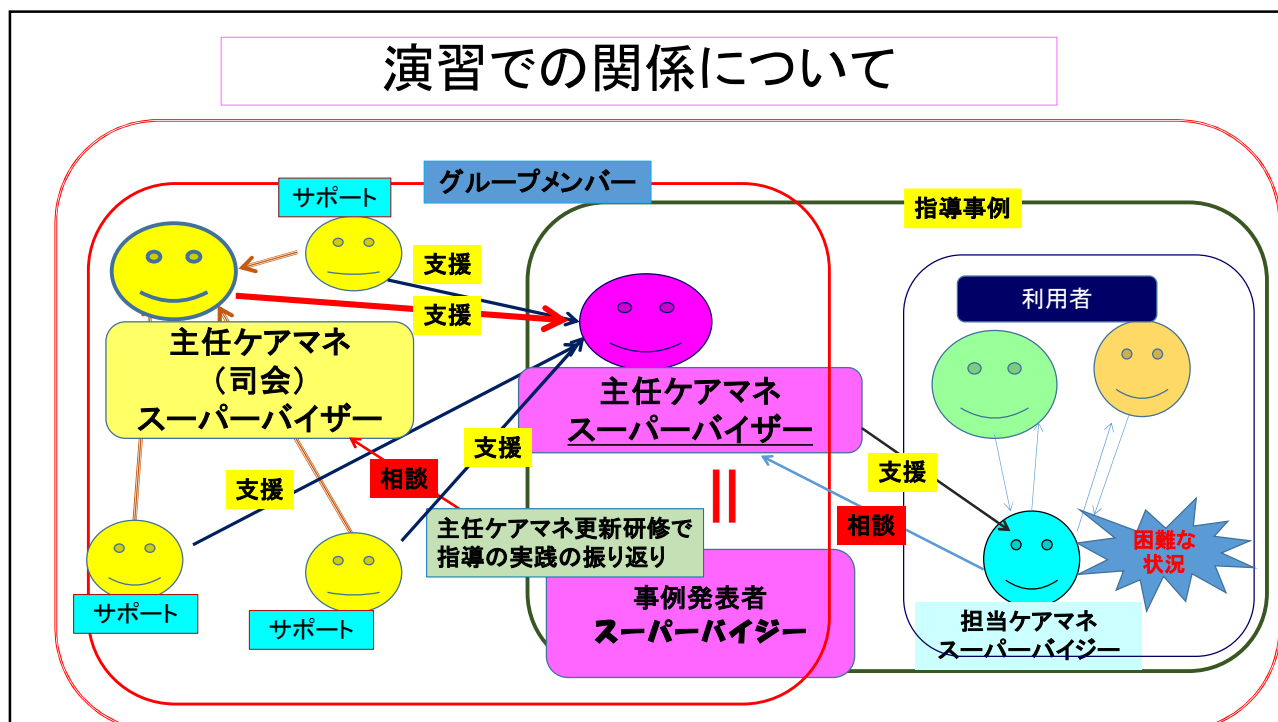 演習での関係について
グループメンバー
サポート
指導事例
支援
支援
利用者
主任ケアマネ
（司会）
スーパーバイザー
主任ケアマネ
スーパーバイザー
支援
支援
相談
支援
相談
主任ケアマネ更新研修で
指導の実践の振り返り
困難な
状況
事例発表者
スーパーバイジー
担当ケアマネ
スーパーバイジー
サポート
サポート